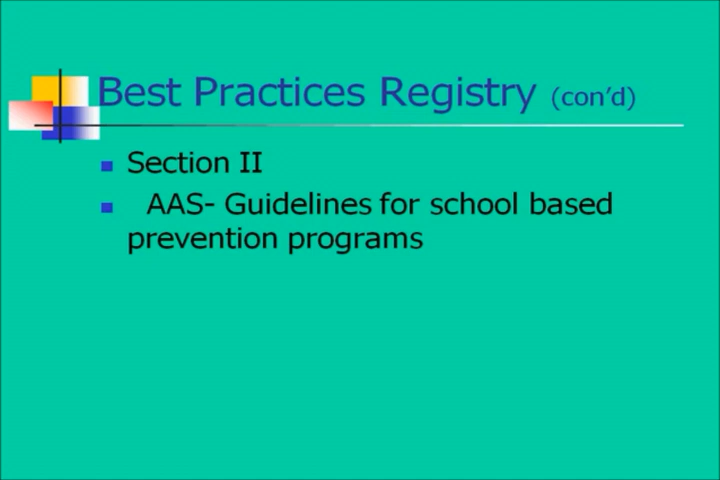 Best Practices Registry (con’d)
Section II
AAS- Guidelines for school based
prevention programs